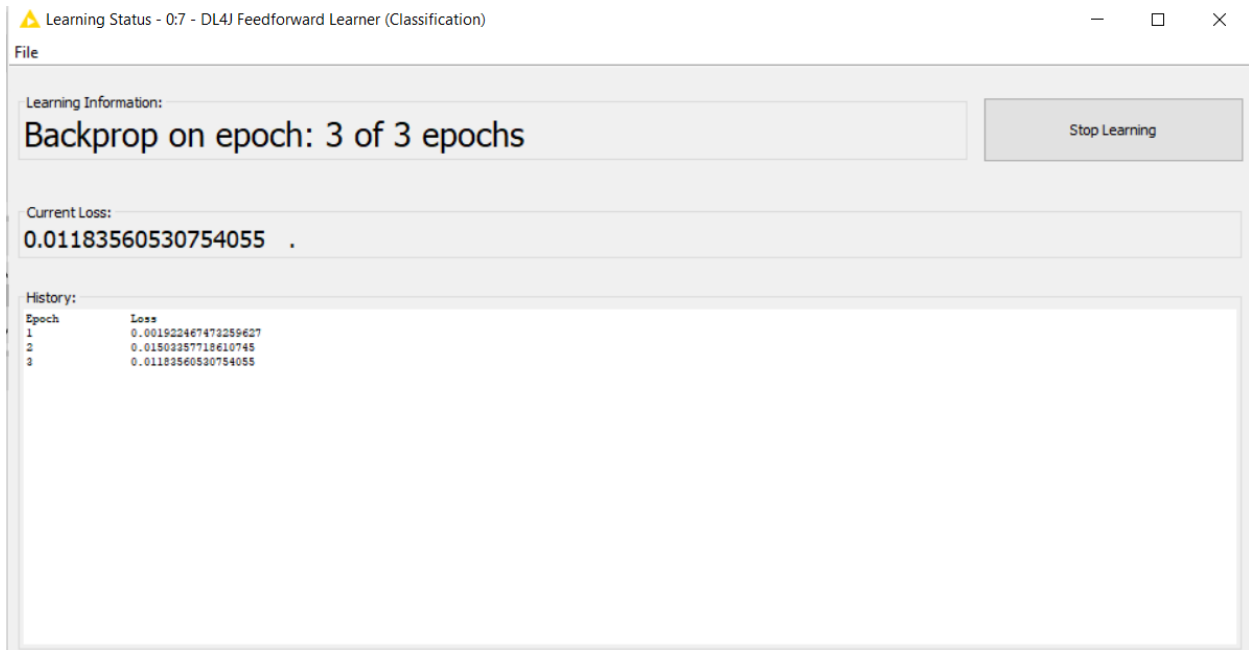 Learning Status - 0:7 - DL4J Feedforward Learner (Classification)
File
Learning Information:
Backprop on epoch: 3 of 3 epochs
Stop Learning
Current Loss:
0.01183560530754055 .
History:
Epoch Loss
1 0.001922467473259627
2 0.01503357718610745
3 0.01183560530754055